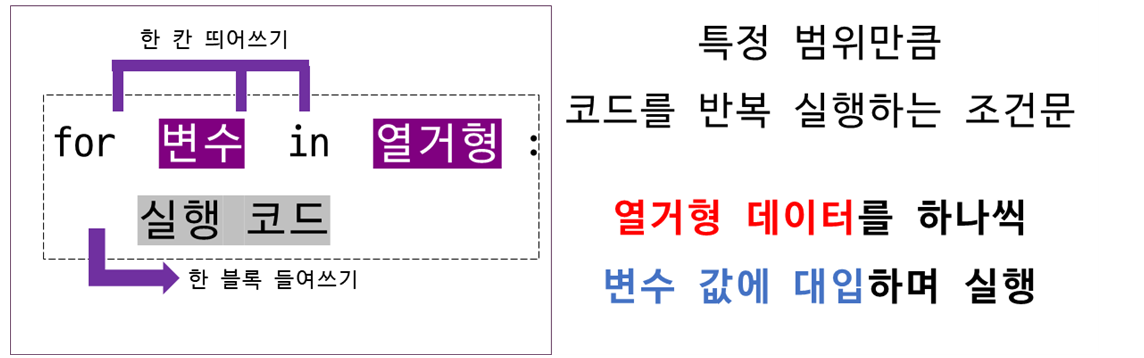 한 칸 띄어쓰기
for 변수 in 열거형 :
실행 코드
한 블록 들여쓰기
특정 범위만큼
코드를 반복 실행하는 조건문
열거형 데이터를 하나씩
변수 값에 대입하며 실행